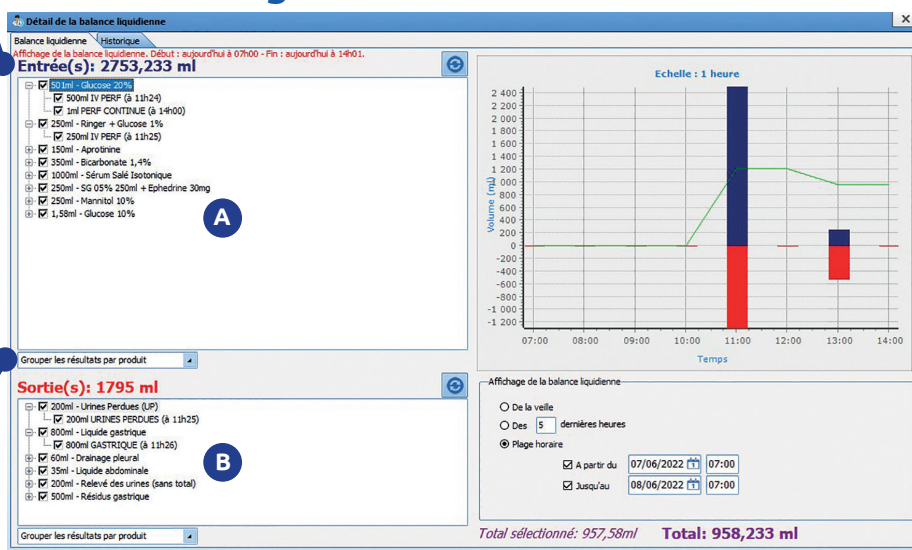 Détail de la balance liquidienne
Balance liquidienne Historique
Affichage de la balance liquidienne. Début : aujourd'hui à 07h00 - Fin : aujourd'hui à 14h01.
Entrée(s): 2753,233 ml
501ml - Glucose 20%
500ml IV PERF (à 11h24)
1ml PERF CONTINUE (à 14h00)
250ml - Ringer + Glucose 1%
250ml IV PERF (à 11h25)
150ml - Aprotinine
350ml - Bicarbonate 1,4%
1000ml - Sérum Salé Isotonique
250ml - SG 05% 250ml + Ephedrine 30mg
250ml - Mannitol 10%
1,58ml - Glucose 10%
A
Grouper les résultats par produit
Sortie(s): 1795 ml
200ml - Urines Perdues (UP)
200ml URINES PERDUES (à 11h25)
800ml - Liquide gastrique
800ml GASTRIQUE (à 11h26)
60ml - Drainage pleural
35ml - Liquide abdominale
200ml - Relevé des urines (sans total)
500ml - Résidus gastrique
B
Grouper les résultats par produit
Echelle : 1 heure
Volume (ml)
2 400
2 200
2 000
1 800
1 600
1 400
1 200
1 000
800
600
400
200
0
-200
-400
-600
-800
-1 000
-1 200
07:00 08:00 09:00 10:00 11:00 12:00 13:00 14:00
Temps
Affichage de la balance liquidienne
De la veille
Des 5 dernières heures
Plage horaire
A partir du 07/06/2022 07:00
Jusqu'au 08/06/2022 07:00
Total sélectionné: 957,58ml Total: 958,233 ml